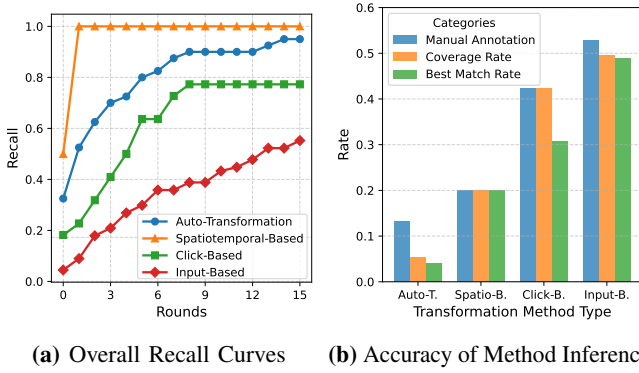 1.0
0.8
0.6
0.4
0.2
0.0
Recall
0 3 6 9 12 15
Rounds
Auto-Transformation
Spatiotemporal-Based
Click-Based
Input-Based
(a) Overall Recall Curves
0.6
0.5
0.4
0.3
0.2
0.1
0.0
Rate
Categories
Manual Annotation
Coverage Rate
Best Match Rate
Auto-T. Spatio-B. Click-B. Input-B.
Transformation Method Type
(b) Accuracy of Method Inferenc